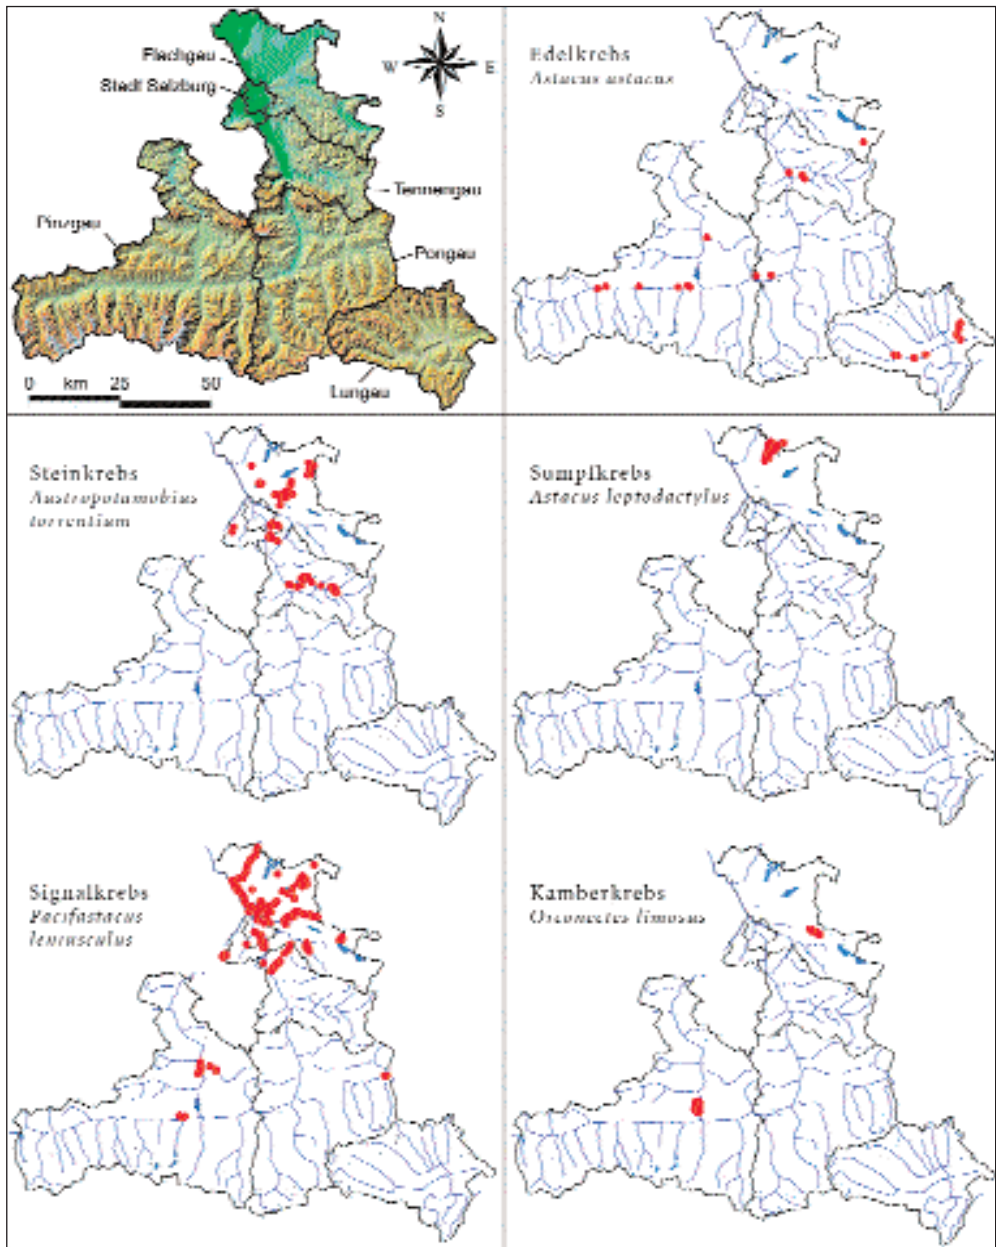 N
Flachgau
W
E
Stadt Salzburg
S
Tennengau
Pinzgau
Pongau
0 km 25 50
Lungau
Edelkrebs
Astacus astacus
Steinkrebs
Austropotamobius
torrentium
Sumpfkrebs
Astacus leptodactylus
Signalkrebs
Pacifastacus
leniusculus
Kamberkrebs
Orconectes limosus